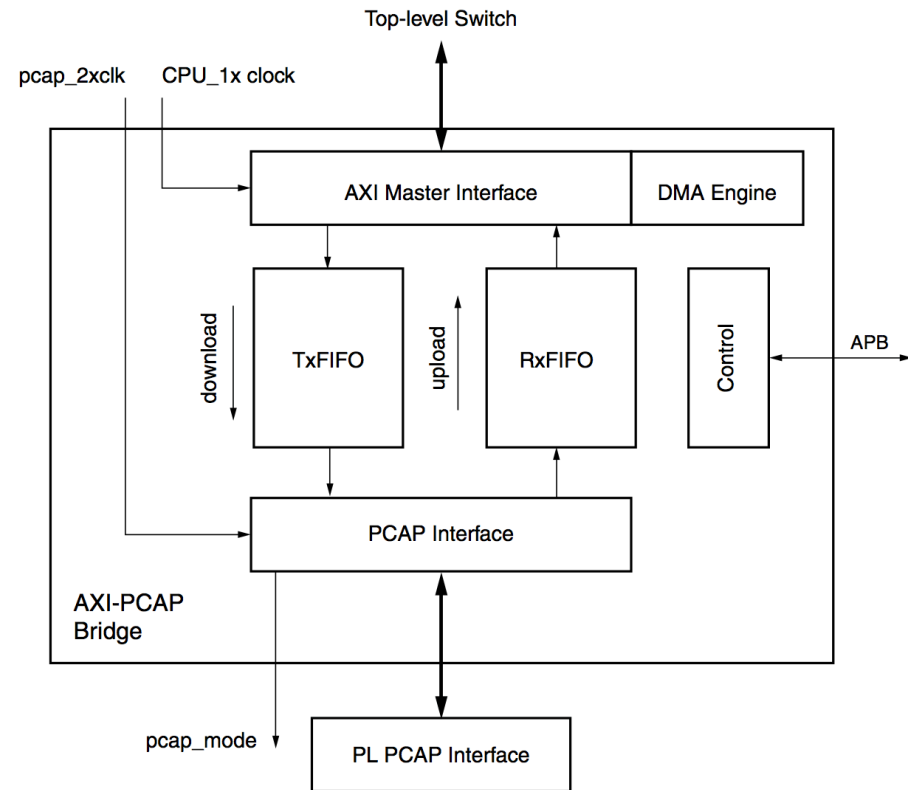 Top-level Switch
pcap_2xclk
CPU_1x clock
AXI Master Interface
DMA Engine
download
TxFIFO
upload
RxFIFO
Control
APB
PCAP Interface
AXI-PCAP
Bridge
pcap_mode
PL PCAP Interface